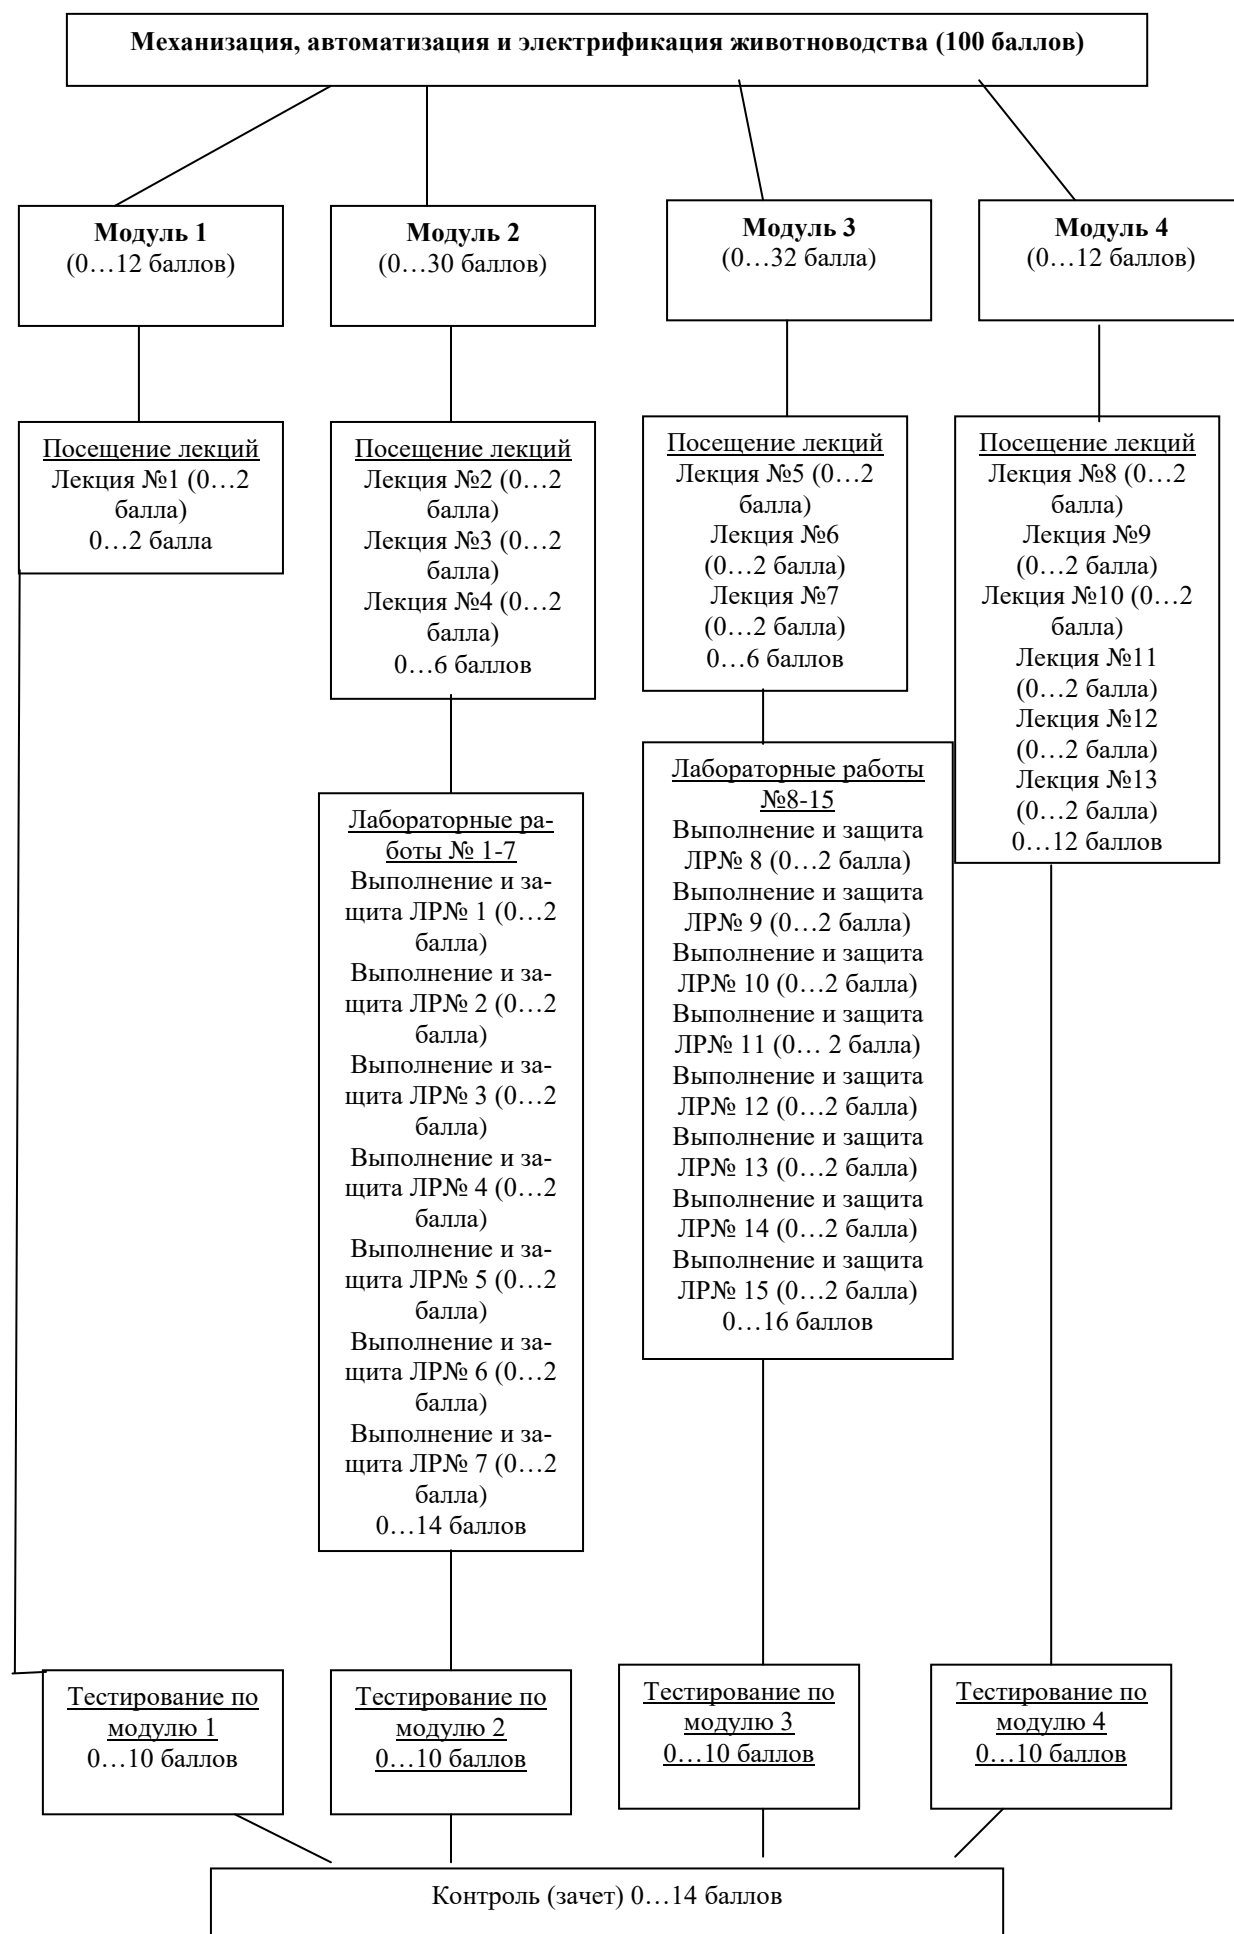 Механизация, автоматизация и электрификация животноводства (100 баллов)
Модуль 1
(0…12 баллов)
Модуль 2
(0…30 баллов)
Модуль 3
(0…32 балла)
Модуль 4
(0…12 баллов)
Посещение лекций
Лекция №1 (0…2
балла)
0…2 балла
Посещение лекций
Лекция №2 (0…2
балла)
Лекция №3 (0…2
балла)
Лекция №4 (0…2
балла)
0…6 баллов
Посещение лекций
Лекция №5 (0…2
балла)
Лекция №6
(0…2 балла)
Лекция №7
(0…2 балла)
0…6 баллов
Посещение лекций
Лекция №8 (0…2
балла)
Лекция №9
(0…2 балла)
Лекция №10 (0…2
балла)
Лекция №11
(0…2 балла)
Лекция №12
(0…2 балла)
Лекция №13
(0…2 балла)
0…12 баллов
Лабораторные ра-
боты № 1-7
Выполнение и за-
щита ЛР№ 1 (0…2
балла)
Выполнение и за-
щита ЛР№ 2 (0…2
балла)
Выполнение и за-
щита ЛР№ 3 (0…2
балла)
Выполнение и за-
щита ЛР№ 4 (0…2
балла)
Выполнение и за-
щита ЛР№ 5 (0…2
балла)
Выполнение и за-
щита ЛР№ 6 (0…2
балла)
Выполнение и за-
щита ЛР№ 7 (0…2
балла)
0…14 баллов
Лабораторные работы
№8-15
Выполнение и защита
ЛР№ 8 (0…2 балла)
Выполнение и защита
ЛР№ 9 (0…2 балла)
Выполнение и защита
ЛР№ 10 (0…2 балла)
Выполнение и защита
ЛР№ 11 (0… 2 балла)
Выполнение и защита
ЛР№ 12 (0…2 балла)
Выполнение и защита
ЛР№ 13 (0…2 балла)
Выполнение и защита
ЛР№ 14 (0…2 балла)
Выполнение и защита
ЛР№ 15 (0…2 балла)
0…16 баллов
Тестирование по
модулю 1
0…10 баллов
Тестирование по
модулю 2
0…10 баллов
Тестирование по
модулю 3
0…10 баллов
Тестирование по
модулю 4
0…10 баллов
Контроль (зачет) 0…14 баллов